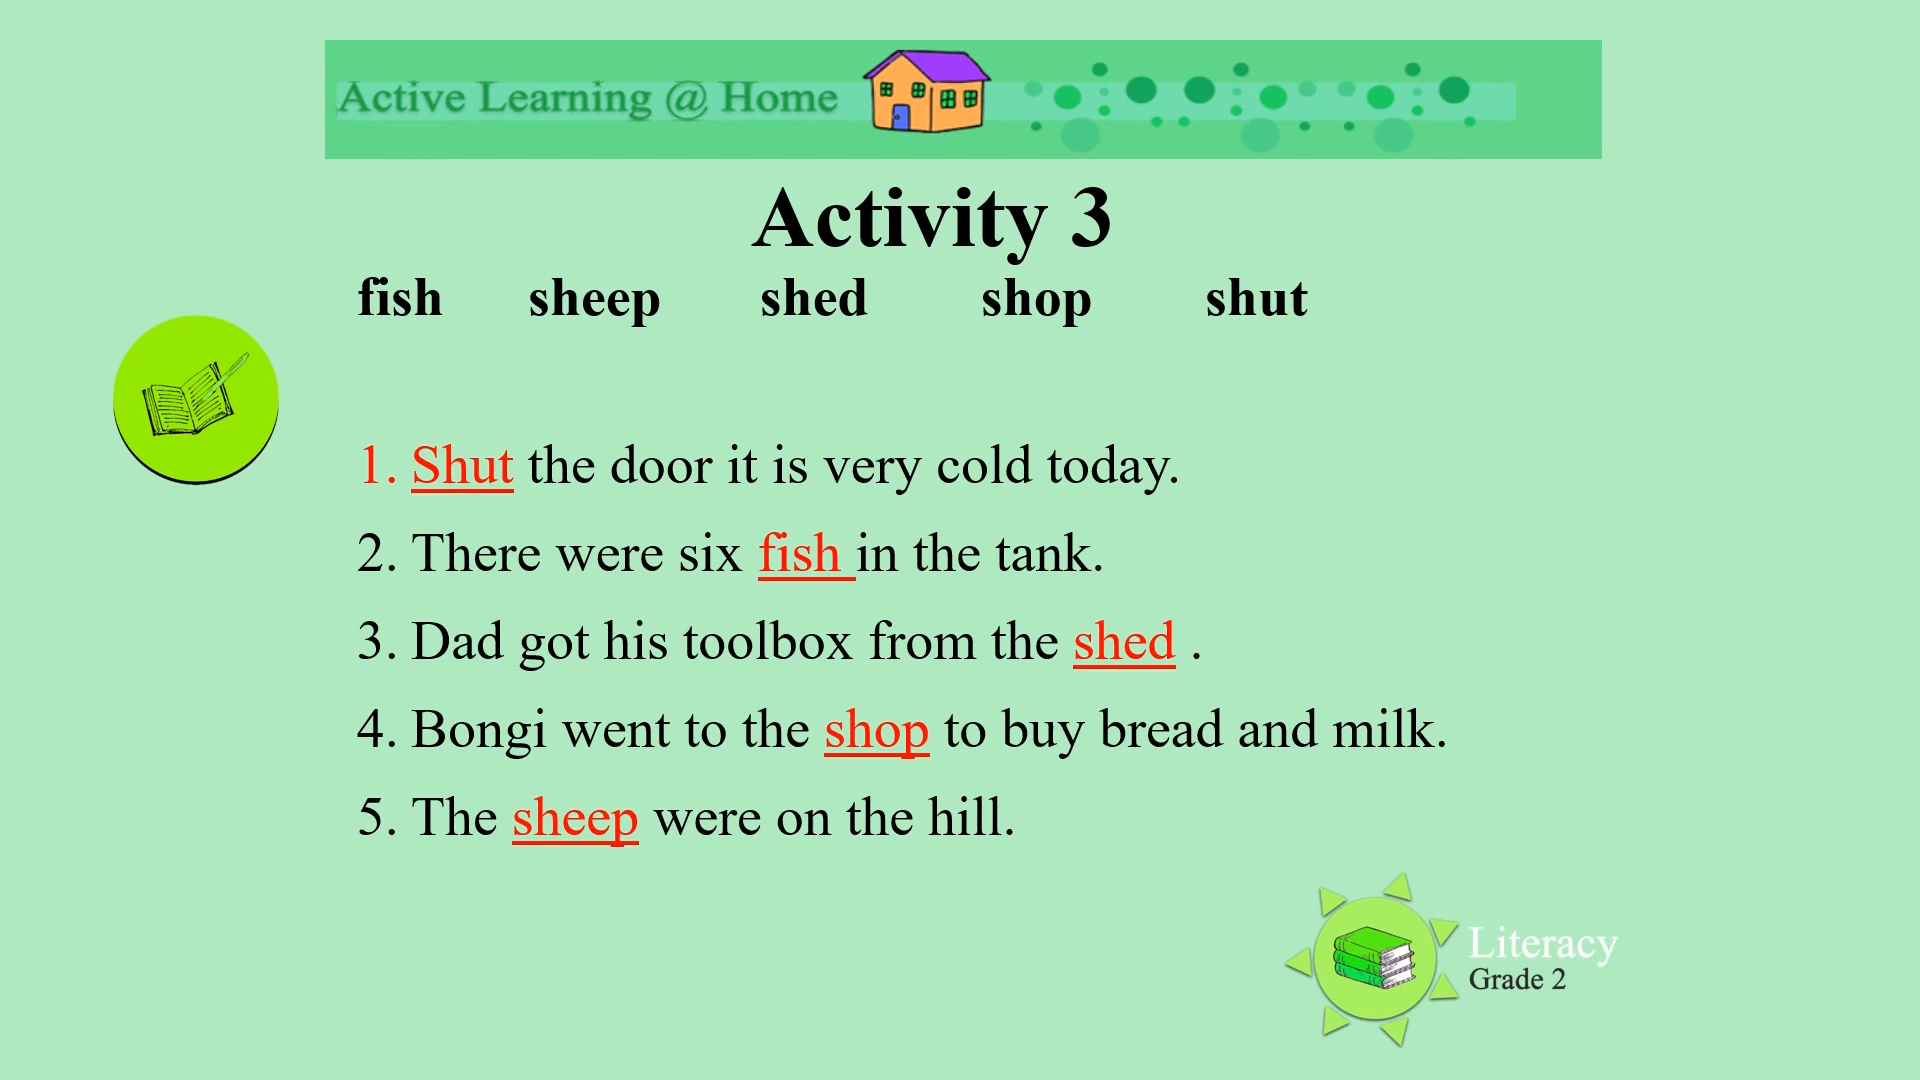 Active Learning @ Home
Activity 3
fish sheep shed shop shut
1. Shut the door it is very cold today.
2. There were six fish in the tank.
3. Dad got his toolbox from the shed .
4. Bongi went to the shop to buy bread and milk.
5. The sheep were on the hill.
Literacy
Grade 2